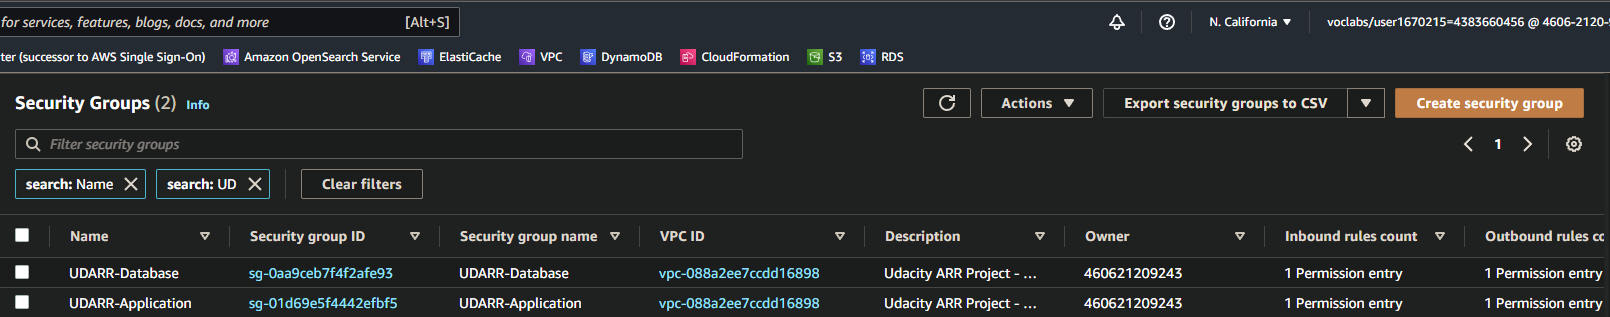 for services, features, blogs, docs, and more [Alt+S] N. California voclabs/user1670215=4383660456 @ 4606-2120-
ter (successor to AWS Single Sign-On) Amazon OpenSearch Service ElastiCache VPC DynamoDB CloudFormation S3 RDS
Security Groups (2) Info Actions Export security groups to CSV Create security group
Filter security groups 1
search: Name search: UD Clear filters
Name Security group ID Security group name VPC ID Description Owner Inbound rules count Outbound rules co
UDARR-Database sg-0aa9ceb7f4f2afe93 UDARR-Database vpc-088a2ee7ccdd16898 Udacity ARR Project - ... 460621209243 1 Permission entry 1 Permission entry
UDARR-Application sg-01d69e5f4442efbf5 UDARR-Application vpc-088a2ee7ccdd16898 Udacity ARR Project - ... 460621209243 1 Permission entry 1 Permission entry